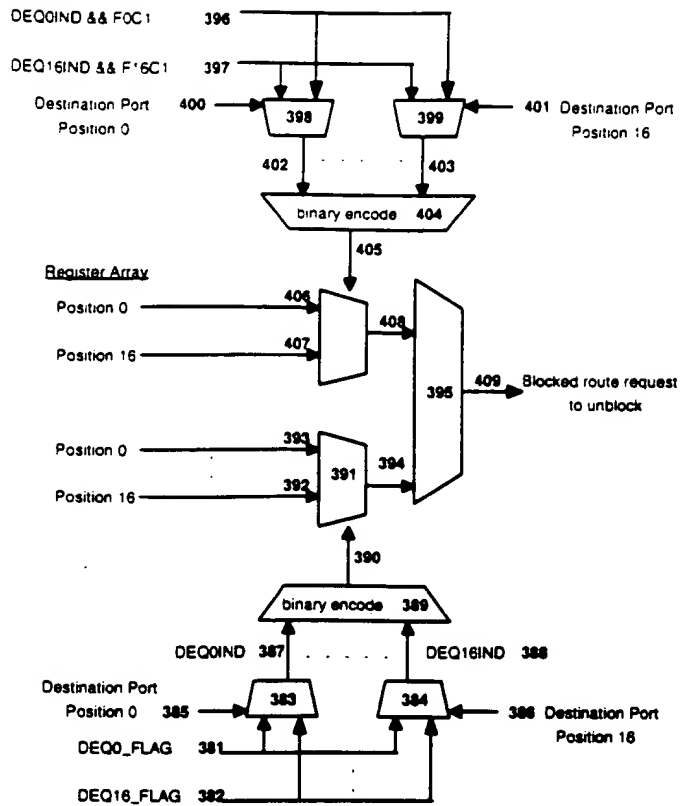 DEQ0IND && F0C1 396
DEQ16IND && F16C1 397
Destination Port 400
Position 0
398
399
401 Destination Port
Position 16
402
403
binary encode 404
405
Register Array
Position 0 406
Position 16 407
408
395
409
Blocked route request
to unblock
Position 0 393
Position 16 392
391
394
390
binary encode 389
DEQ0IND 387
DEQ16IND 388
Destination Port
Position 0 385
383
384
386 Destination Port
Position 16
DEQ0_FLAG 381
DEQ16_FLAG 382